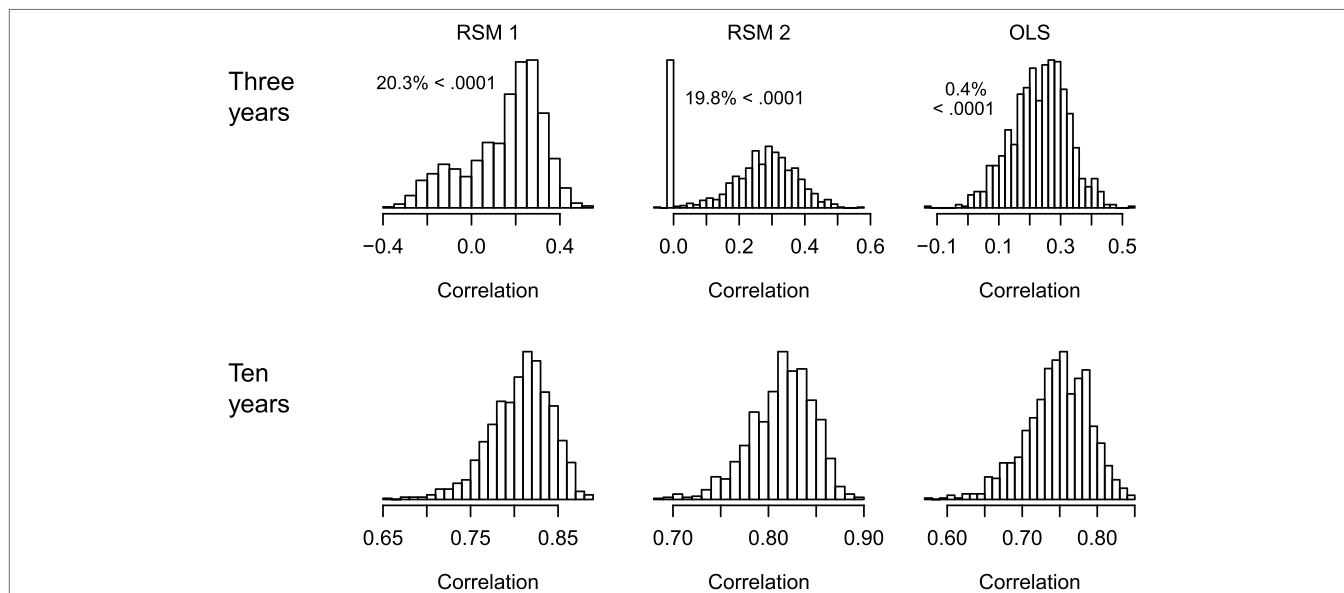 RSM 1
RSM 2
OLS
Three
years
20.3% < .0001
19.8% < .0001
0.4%
< .0001
−0.4 0.0 0.4
0.0 0.2 0.4 0.6
−0.1 0.1 0.3 0.5
Correlation
Correlation
Correlation
Ten
years
0.65 0.75 0.85
0.70 0.80 0.90
0.60 0.70 0.80
Correlation
Correlation
Correlation